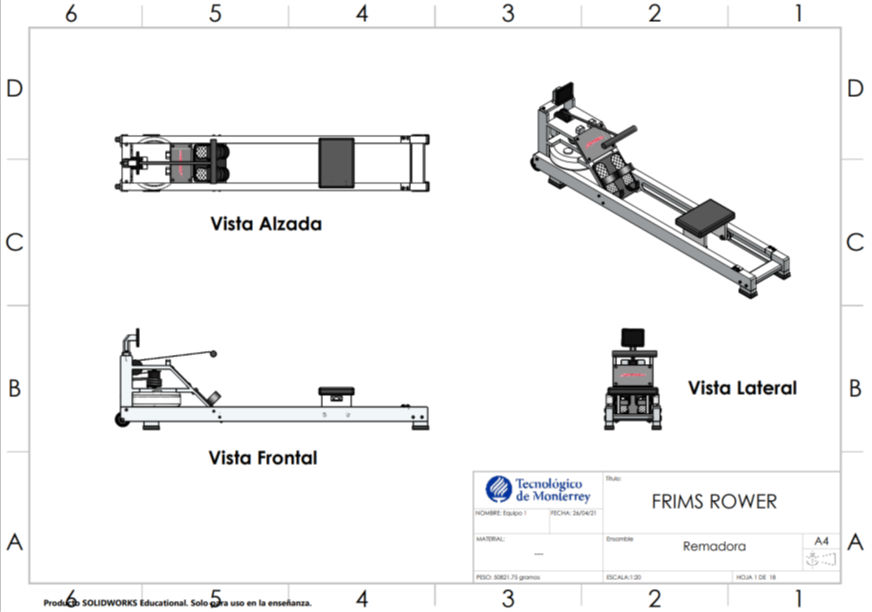 6 5 4 3 2 1
D D
Vista Alzada
C C
B B
Vista Lateral
Vista Frontal
Tecnológico
de Monterrey
Título:
FRIMS ROWER
NOMBRE: Equipo 1
FECHA: 26/04/21
MATERIAL:
----
Ensamble
Remadora
A4
A A
PESO: 50821.75 gramos
ESCALA:1:20
HOJA 1 DE 18
6 5 4 3 2 1
Producto SOLIDWORKS Educational. Solo para uso en la enseñanza.